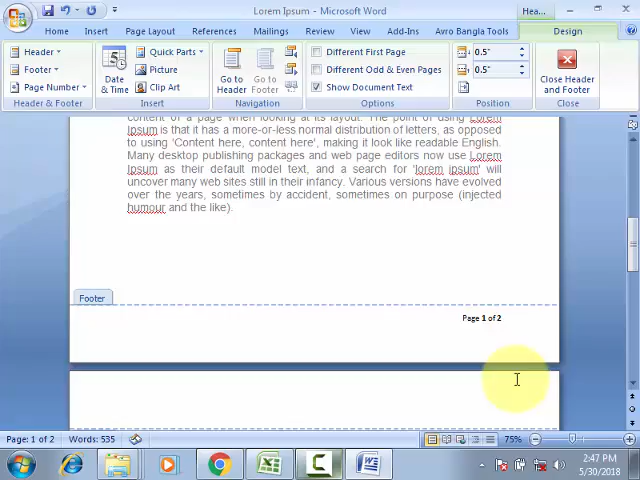 Lorem Ipsum - Microsoft Word
Hea...
Home Insert Page Layout References Mailings Review View Add-Ins Avro Bangla Tools Design
Header
Footer
Page Number
Header & Footer
Date & Time
Quick Parts
Picture
Clip Art
Insert
Go to Header
Go to Footer
Navigation
Different First Page
Different Odd & Even Pages
Show Document Text
Options
0.5"
0.5"
Position
Close Header and Footer
Close
content of a page when looking at its layout. The point of using Lorem
Ipsum is that it has a more-or-less normal distribution of letters, as opposed
to using 'Content here, content here', making it look like readable English.
Many desktop publishing packages and web page editors now use Lorem
Ipsum as their default model text, and a search for 'lorem ipsum' will
uncover many web sites still in their infancy. Various versions have evolved
over the years, sometimes by accident, sometimes on purpose (injected
humour and the like).
Footer
Page 1 of 2
Page: 1 of 2 Words: 535 75%
2:47 PM
5/30/2018